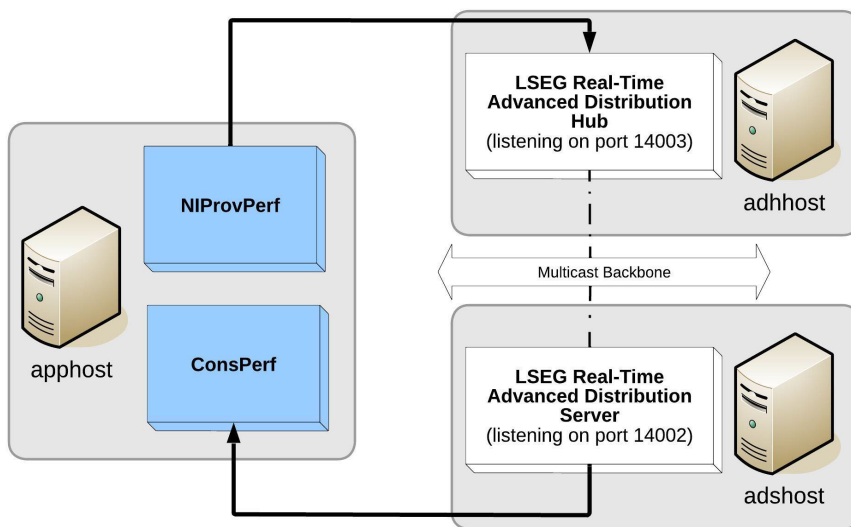 LSEG Real-Time
Advanced Distribution
Hub
(listening on port 14003)
adhhost
NIProvPerf
ConsPerf
apphost
Multicast Backbone
LSEG Real-Time
Advanced Distribution
Server
(listening on port 14002)
adshost